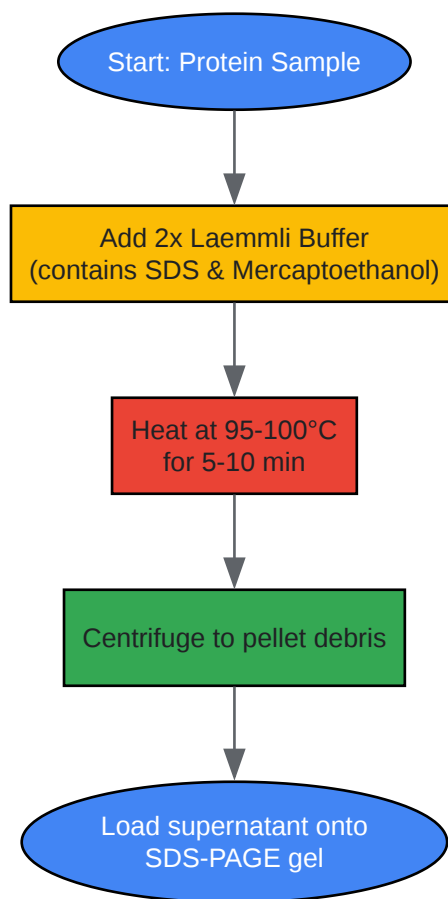 Start: Protein Sample
Add 2x Laemmli Buffer
(contains SDS & Mercaptoethanol)
Heat at 95-100°C
for 5-10 min
Centrifuge to pellet debris
Load supernatant onto
SDS-PAGE gel